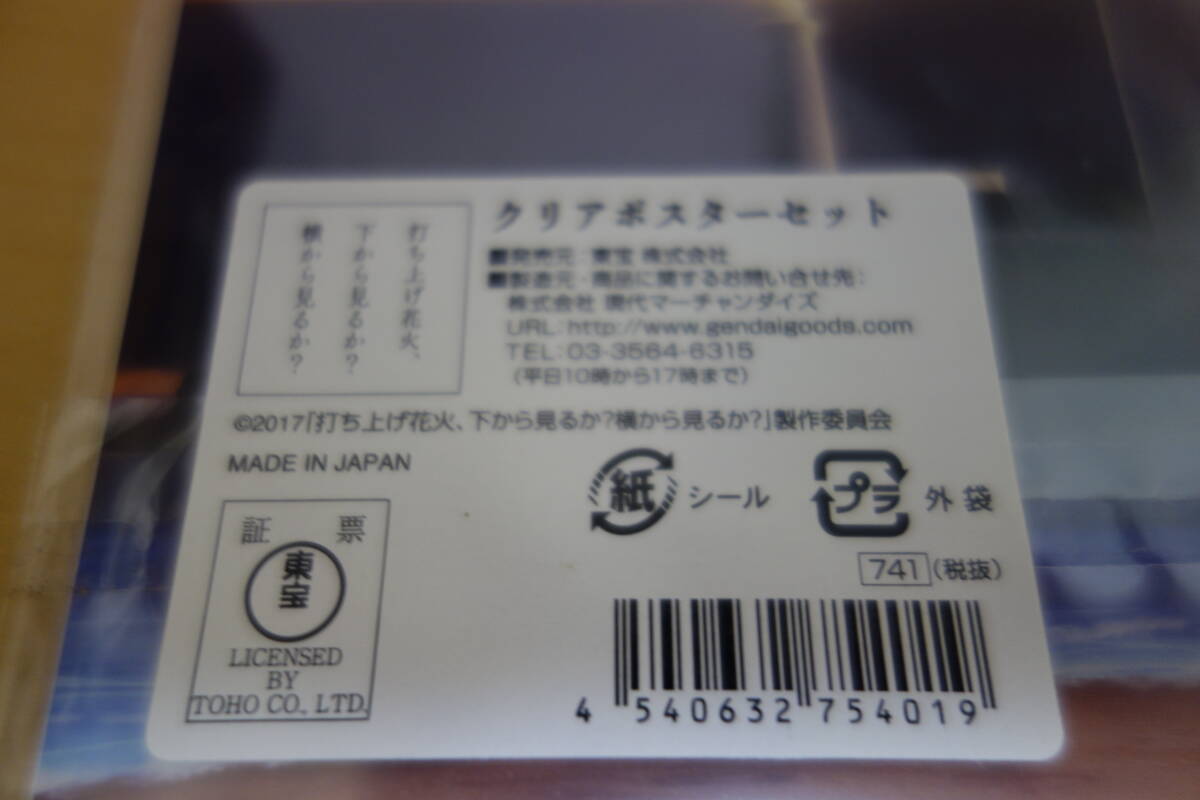 クリアポスターセット
打ち上げ花火、
下から見るか?
横から見るか?
■発売元:東宝 株式会社
■製造元・商品に関するお問い合せ先:
株式会社 現代マーチャンダイズ
URL:http://www.gendaigoods.com
TEL:03-3564-6315
(平日10時から17時まで)
©2017「打ち上げ花火、下から見るか?横から見るか?」製作委員会
MADE IN JAPAN
紙 シール
プラ 外袋
証票
東宝
LICENSED
BY
TOHO CO., LTD.
741(税抜)
4 540632 754019